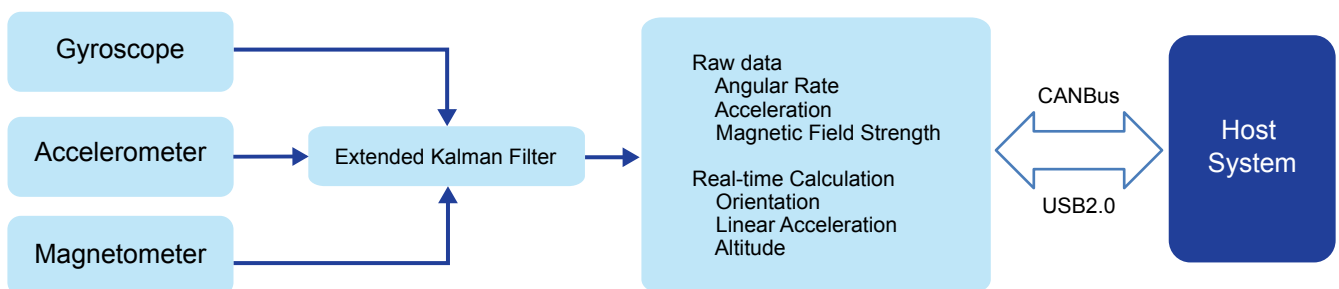 Gyroscope
Accelerometer
Magnetometer
Extended Kalman Filter
Raw data
Angular Rate
Acceleration
Magnetic Field Strength
Real-time Calculation
Orientation
Linear Acceleration
Altitude
CANBus
USB2.0
Host
System